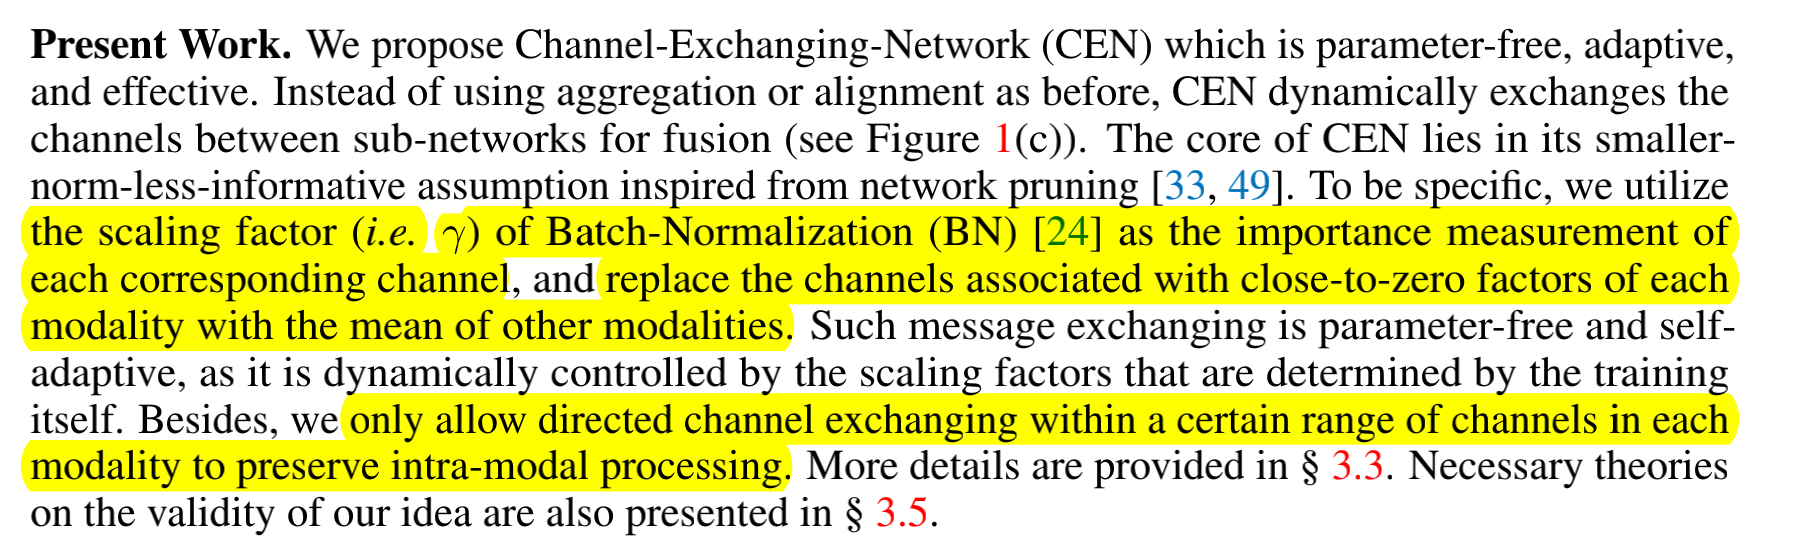 Present Work. We propose Channel-Exchanging-Network (CEN) which is parameter-free, adaptive,
and effective. Instead of using aggregation or alignment as before, CEN dynamically exchanges the
channels between sub-networks for fusion (see Figure 1(c)). The core of CEN lies in its smaller-
norm-less-informative assumption inspired from network pruning [33, 49]. To be specific, we utilize
the scaling factor (i.e. γ) of Batch-Normalization (BN) [24] as the importance measurement of
each corresponding channel, and replace the channels associated with close-to-zero factors of each
modality with the mean of other modalities. Such message exchanging is parameter-free and self-
adaptive, as it is dynamically controlled by the scaling factors that are determined by the training
itself. Besides, we only allow directed channel exchanging within a certain range of channels in each
modality to preserve intra-modal processing. More details are provided in § 3.3. Necessary theories
on the validity of our idea are also presented in § 3.5.